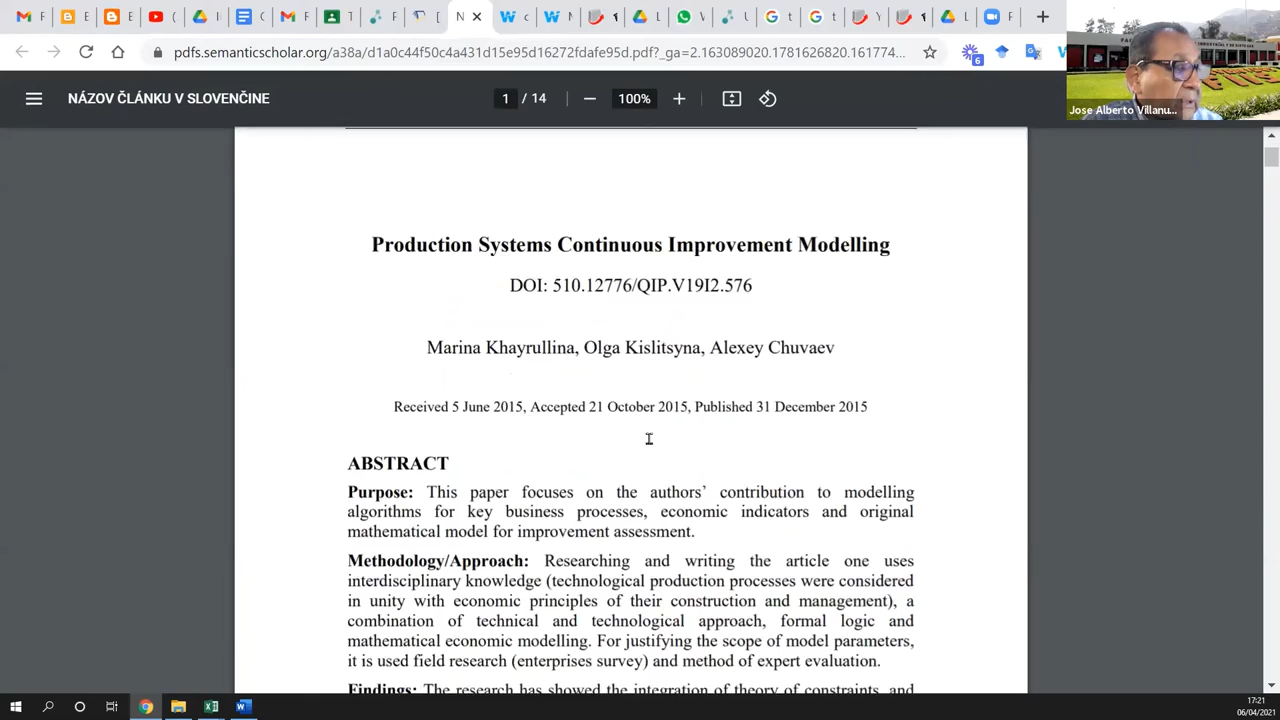 pdfs.semanticscholar.org/a38a/d1a0c44f50c4a431d15e95d16272fdafe95d.pdf?_ga=2.163089020.1781626820.161774...
6
NÁZOV ČLÁNKU V SLOVENČINE
1 / 14
100%
Jose Alberto Villanu...
Production Systems Continuous Improvement Modelling
DOI: 510.12776/QIP.V19I2.576
Marina Khayrullina, Olga Kislitsyna, Alexey Chuvaev
Received 5 June 2015, Accepted 21 October 2015, Published 31 December 2015
ABSTRACT
Purpose: This paper focuses on the authors’ contribution to modelling
algorithms for key business processes, economic indicators and original
mathematical model for improvement assessment.
Methodology/Approach: Researching and writing the article one uses
interdisciplinary knowledge (technological production processes were considered
in unity with economic principles of their construction and management), a
combination of technical and technological approach, formal logic and
mathematical economic modelling. For justifying the scope of model parameters,
it is used field research (enterprises survey) and method of expert evaluation.
Findings: The research has showed the integration of theory of constraints, and
17:21
06/04/2021